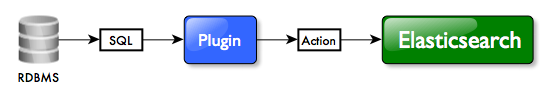 RDBMS
SQL
Plugin
Action
Elasticsearch